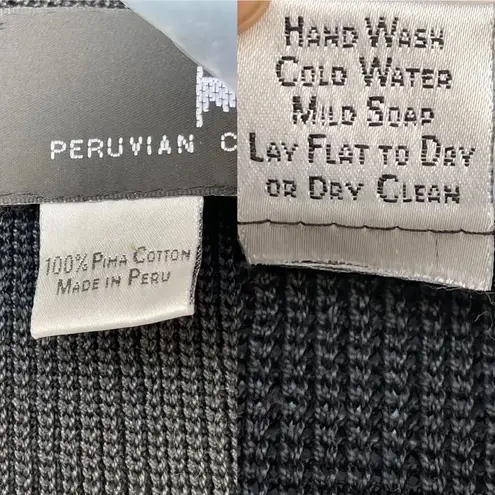 PERUVIAN C
100% PIMA COTTON
MADE IN PERU
HAND WASH
COLD WATER
MILD SOAP
LAY FLAT TO DRY
OR DRY CLEAN